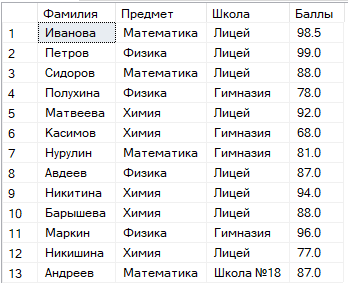 Фамилия Предмет Школа Баллы
1 Иванова Математика Лицей 98.5
2 Петров Физика Лицей 99.0
3 Сидоров Математика Лицей 88.0
4 Полухина Физика Гимназия 78.0
5 Матвеева Химия Лицей 92.0
6 Касимов Химия Гимназия 68.0
7 Нурулин Математика Гимназия 81.0
8 Авдеев Физика Лицей 87.0
9 Никитина Химия Лицей 94.0
10 Барышева Химия Лицей 88.0
11 Маркин Физика Гимназия 96.0
12 Никишина Химия Лицей 77.0
13 Андреев Математика Школа №18 87.0